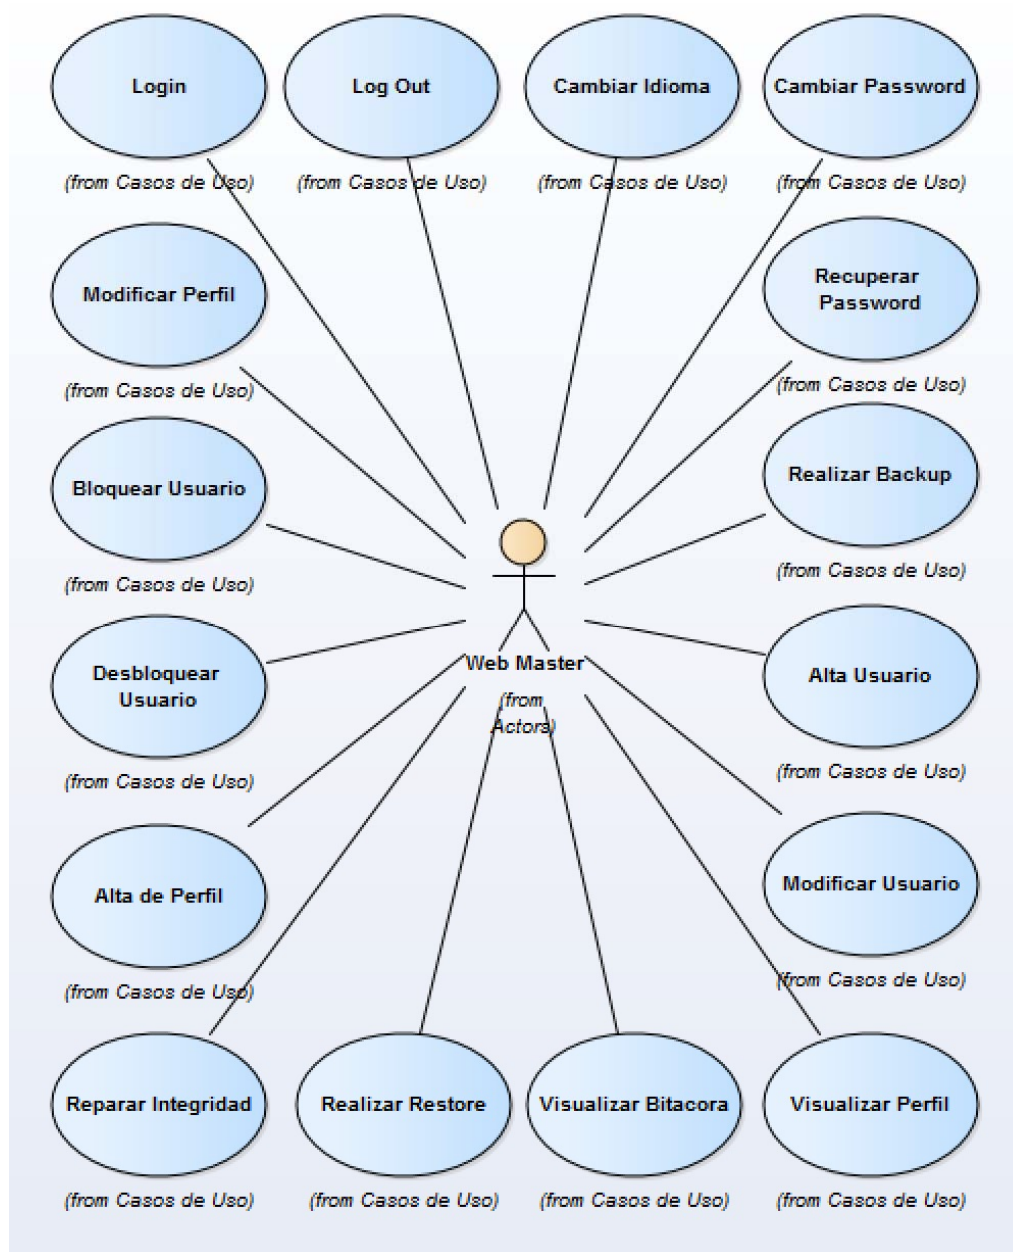 Login
(from Casos de Uso)
Log Out
(from Casos de Uso)
Cambiar Idioma
(from Casos de Uso)
Cambiar Password
(from Casos de Uso)
Modificar Perfil
(from Casos de Uso)
Recuperar
Password
(from Casos de Uso)
Bloquear Usuario
(from Casos de Uso)
Realizar Backup
(from Casos de Uso)
Web Master
(from
Actors)
Desbloquear
Usuario
(from Casos de Uso)
Alta Usuario
(from Casos de Uso)
Alta de Perfil
(from Casos de Uso)
Modificar Usuario
(from Casos de Uso)
Reparar Integridad
(from Casos de Uso)
Realizar Restore
(from Casos de Uso)
Visualizar Bitacora
(from Casos de Uso)
Visualizar Perfil
(from Casos de Uso)